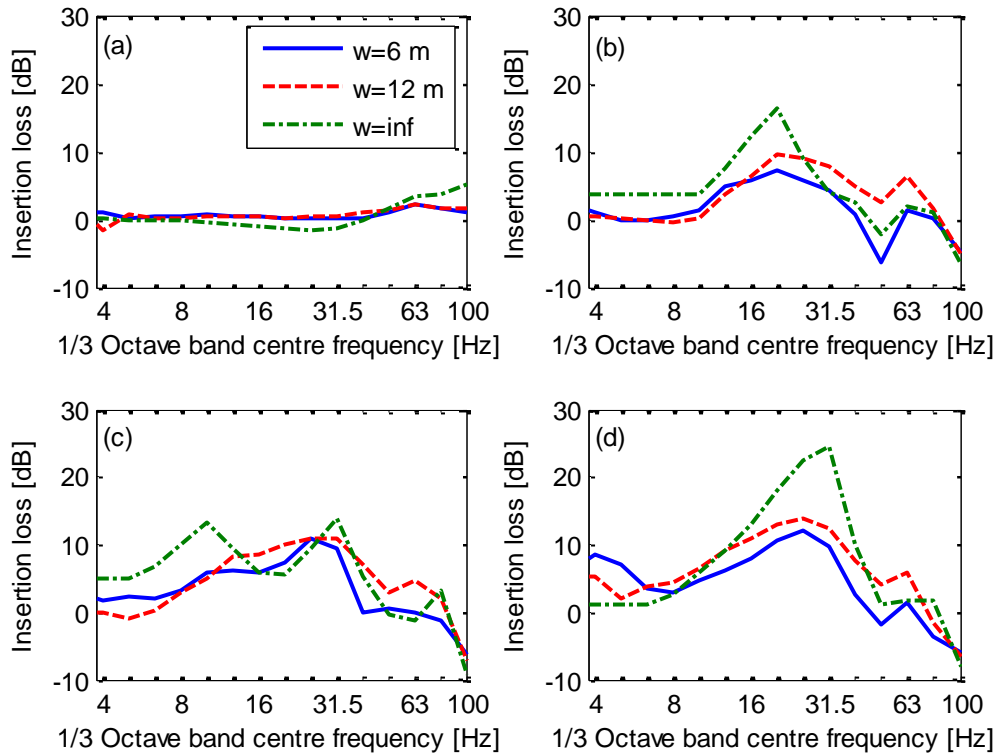 30
20
10
0
-10
Insertion loss [dB]
(a)
w=6 m
w=12 m
w=inf
4 8 16 31.5 63 100
1/3 Octave band centre frequency [Hz]
30
20
10
0
-10
Insertion loss [dB]
(b)
4 8 16 31.5 63 100
1/3 Octave band centre frequency [Hz]
30
20
10
0
-10
Insertion loss [dB]
(c)
4 8 16 31.5 63 100
1/3 Octave band centre frequency [Hz]
30
20
10
0
-10
Insertion loss [dB]
(d)
4 8 16 31.5 63 100
1/3 Octave band centre frequency [Hz]